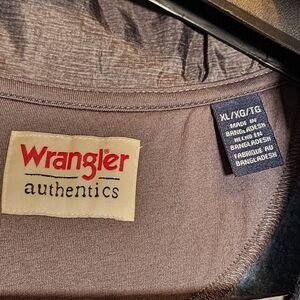 Wrangler
authentics
XL/XG/TG
MADE IN
BANGLADESH
HECHO EN
BANGLADESH
FABRIQUÉ AU
BANGLADESH